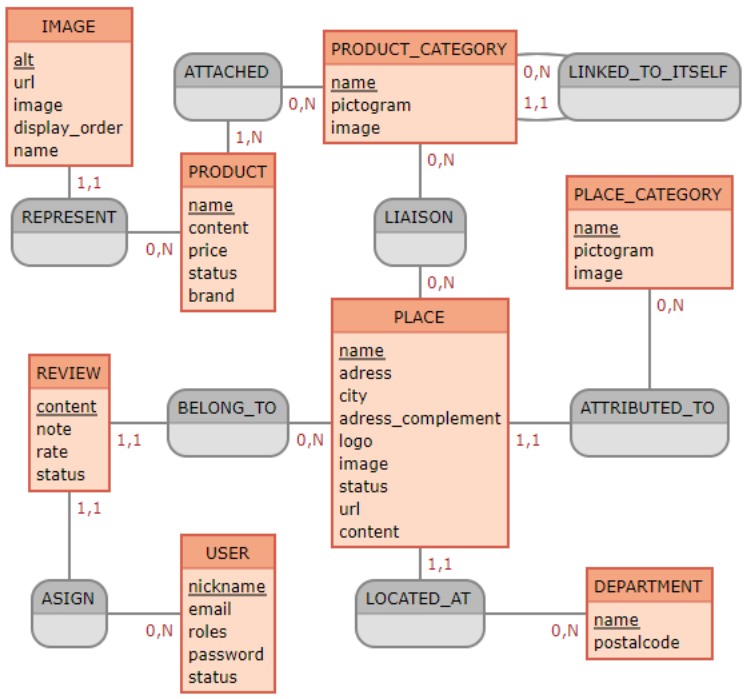 IMAGE
alt
url
image
display_order
name
1,1
REPRESENT
0,N
ATTACHED
0,N
1,N
PRODUCT
name
content
price
status
brand
PRODUCT_CATEGORY
name
pictogram
image
0,N
1,1
LINKED_TO_ITSELF
0,N
LIAISON
0,N
PLACE_CATEGORY
name
pictogram
image
0,N
PLACE
name
adress
city
adress_complement
logo
image
status
url
content
1,1
ATTRIBUTED_TO
REVIEW
content
note
rate
status
1,1
BELONG_TO
0,N
1,1
ASIGN
0,N
USER
nickname
email
roles
password
status
1,1
LOCATED_AT
0,N
DEPARTMENT
name
postalcode